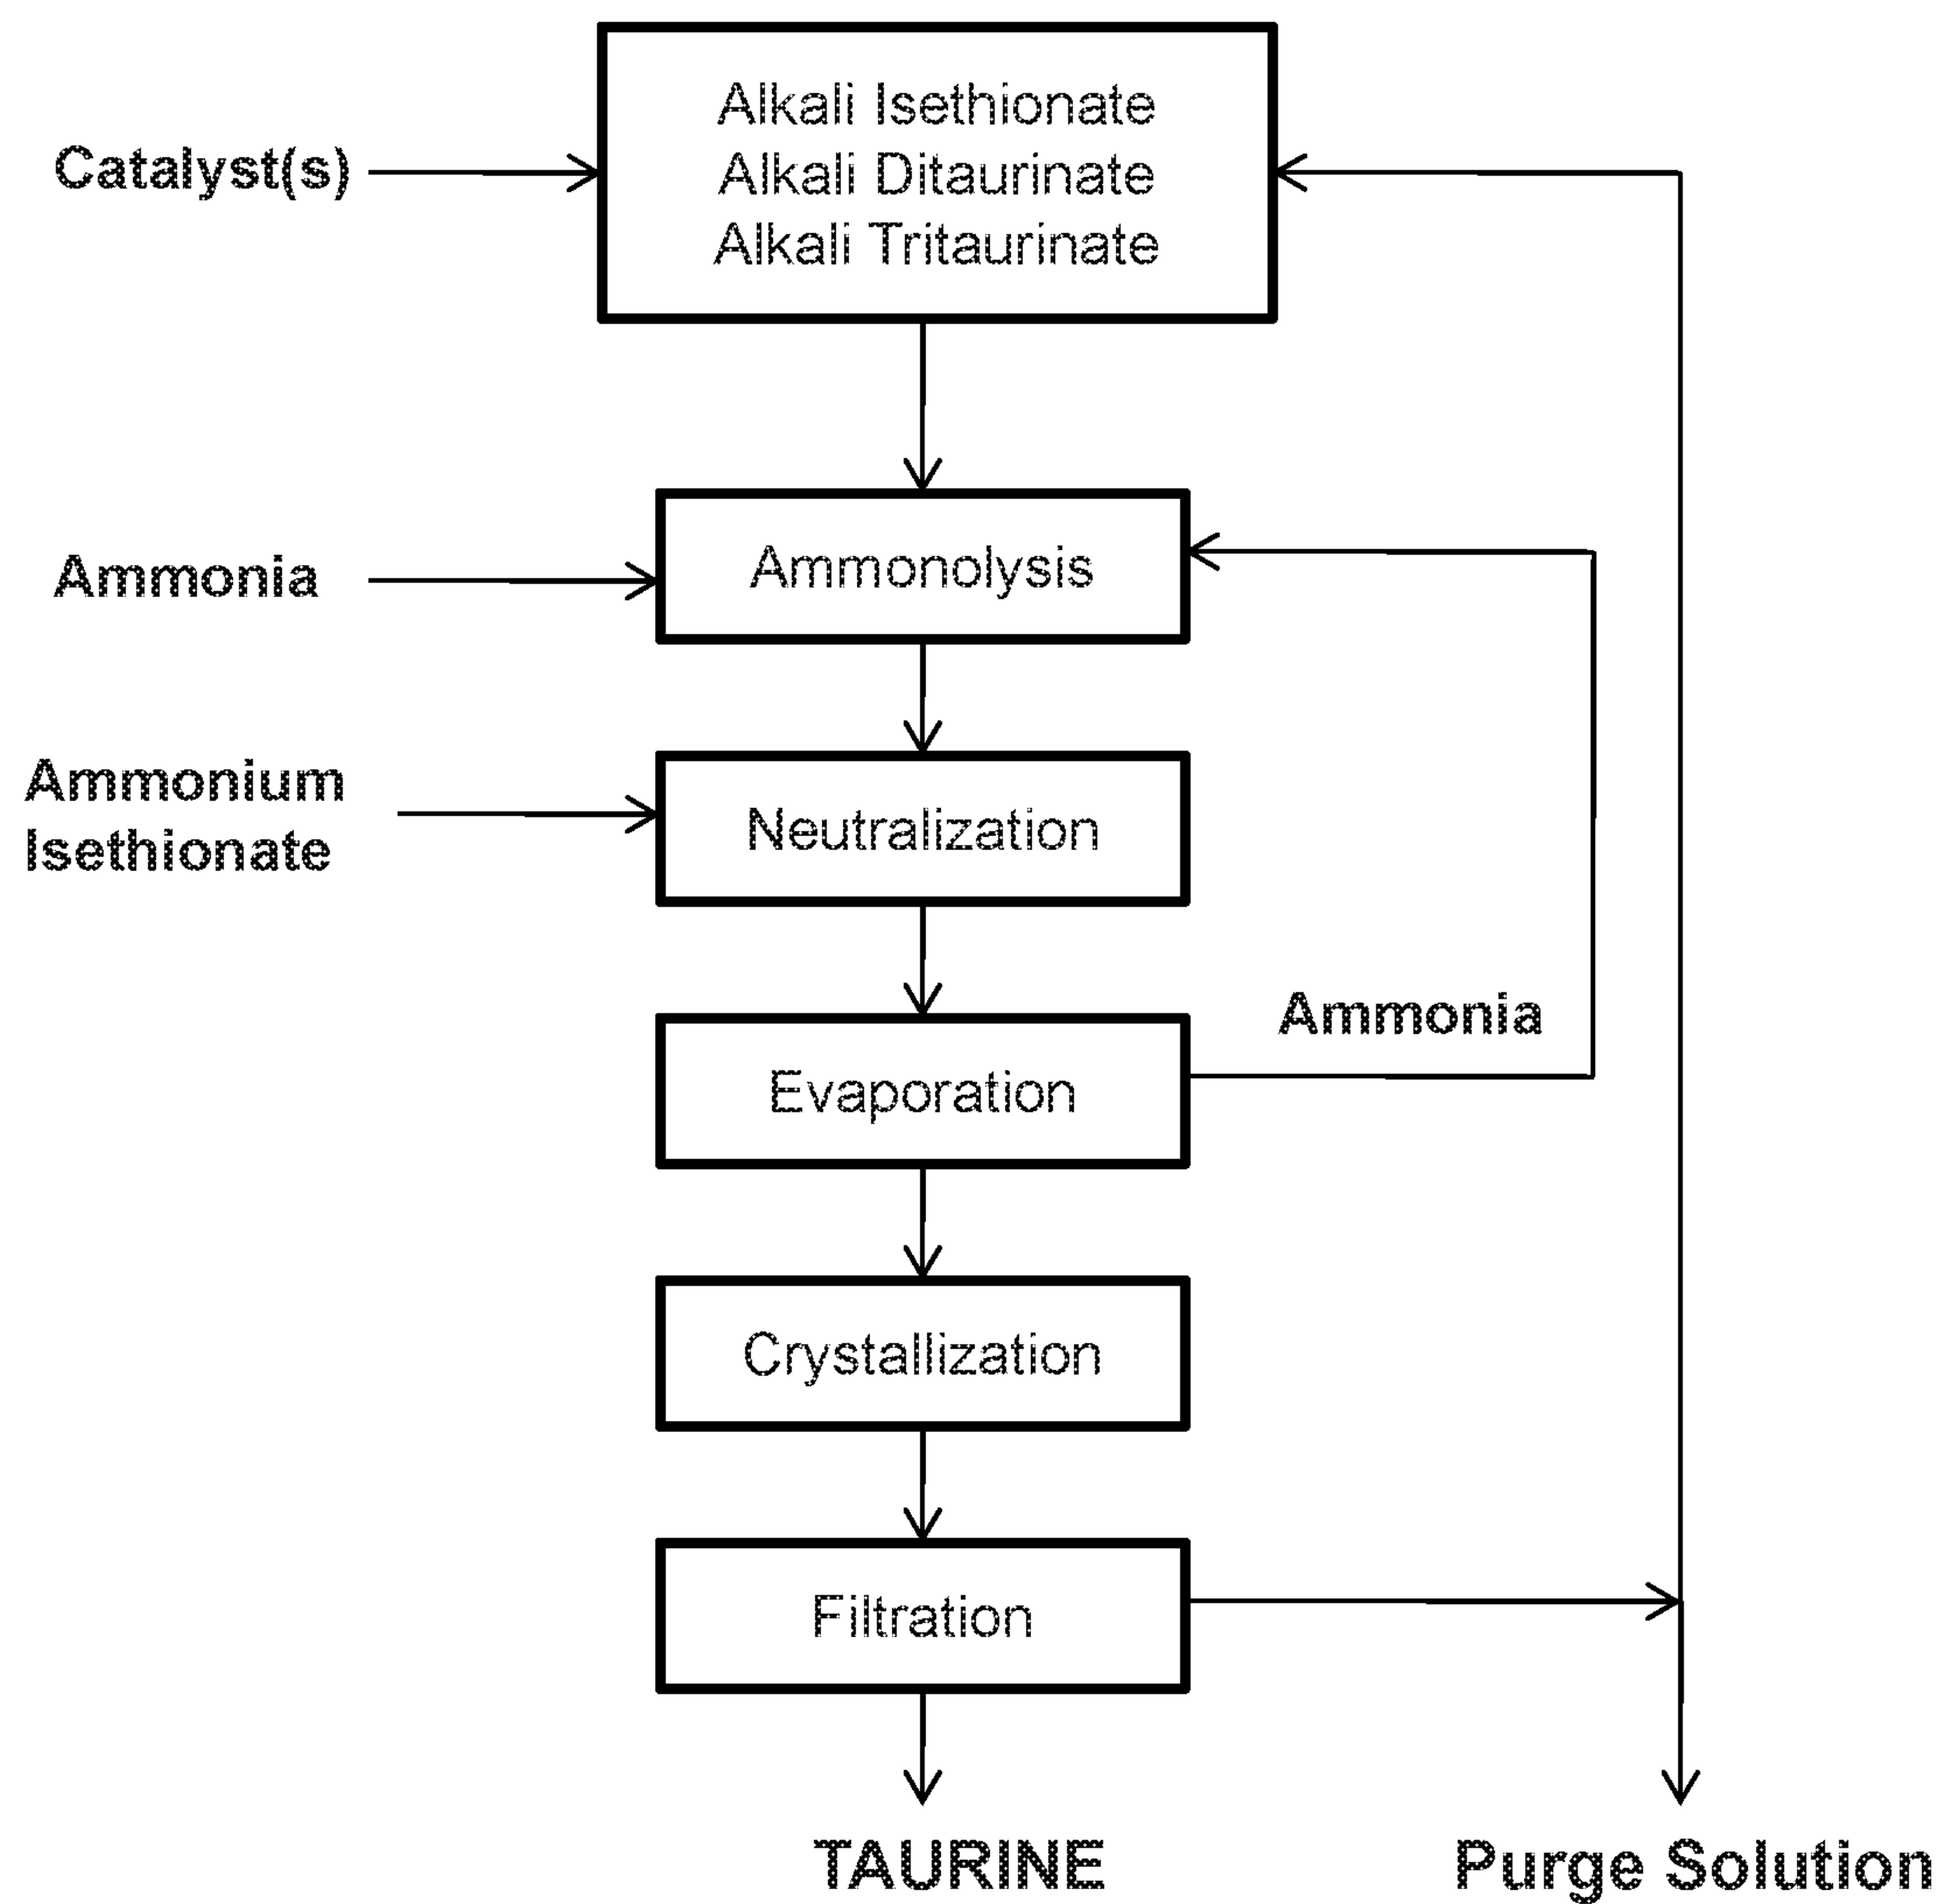 Alkali Isethionate
Alkali Ditaurinate
Alkali Tritaurinate
Catalyst(s)
Ammonia
Ammonolysis
Ammonium
Isethionate
Neutralization
Ammonia
Evaporation
Crystallization
Filtration
TAURINE
Purge Solution